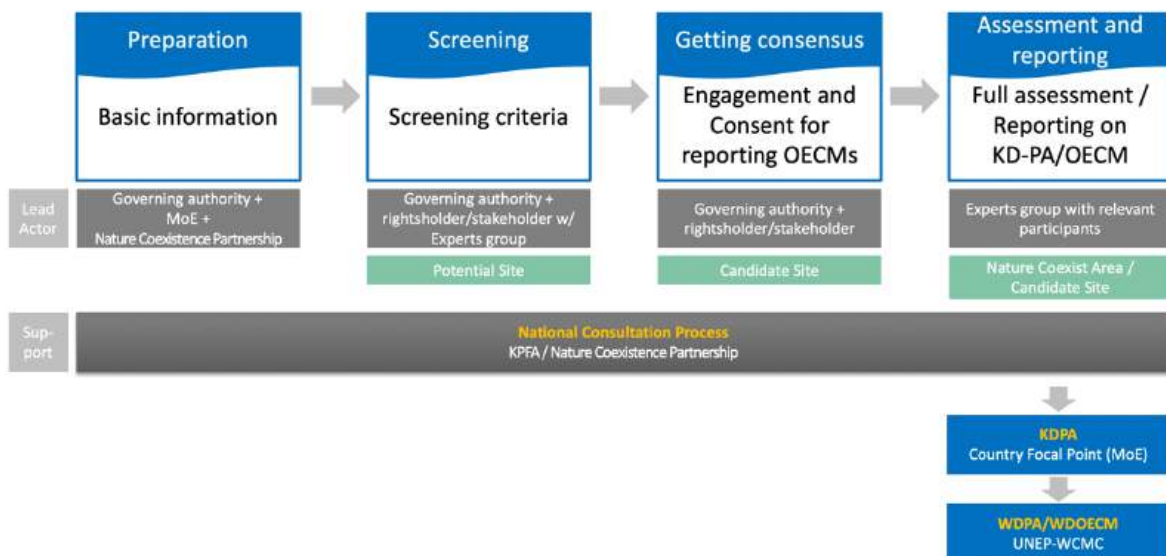 Preparation
Basic information
Screening
Screening criteria
Getting consensus
Engagement and
Consent for
reporting OECMs
Assessment and
reporting
Full assessment /
Reporting on
KD-PA/OECM
Lead
Actor
Governing authority +
MoE +
Nature Coexistence Partnership
Governing authority +
rightsholder/stakeholder w/
Experts group
Governing authority +
rightsholder/stakeholder
Experts group with relevant
participants
Potential Site
Candidate Site
Nature Coexist Area /
Candidate Site
Sup-
port
National Consultation Process
KPFA / Nature Coexistence Partnership
KDPA
Country Focal Point (MoE)
WDPA/WDOECM
UNEP-WCMC